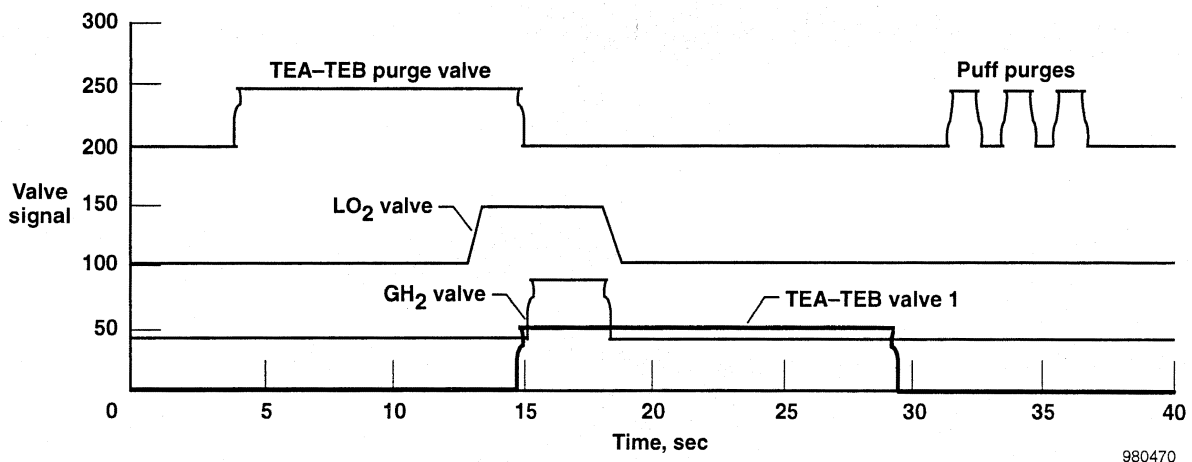 300
TEA–TEB purge valve
Puff purges
250
200
Valve
signal
150
LO2 valve
100
GH2 valve
TEA–TEB valve 1
50
0 5 10 15 20 25 30 35 40
Time, sec
980470